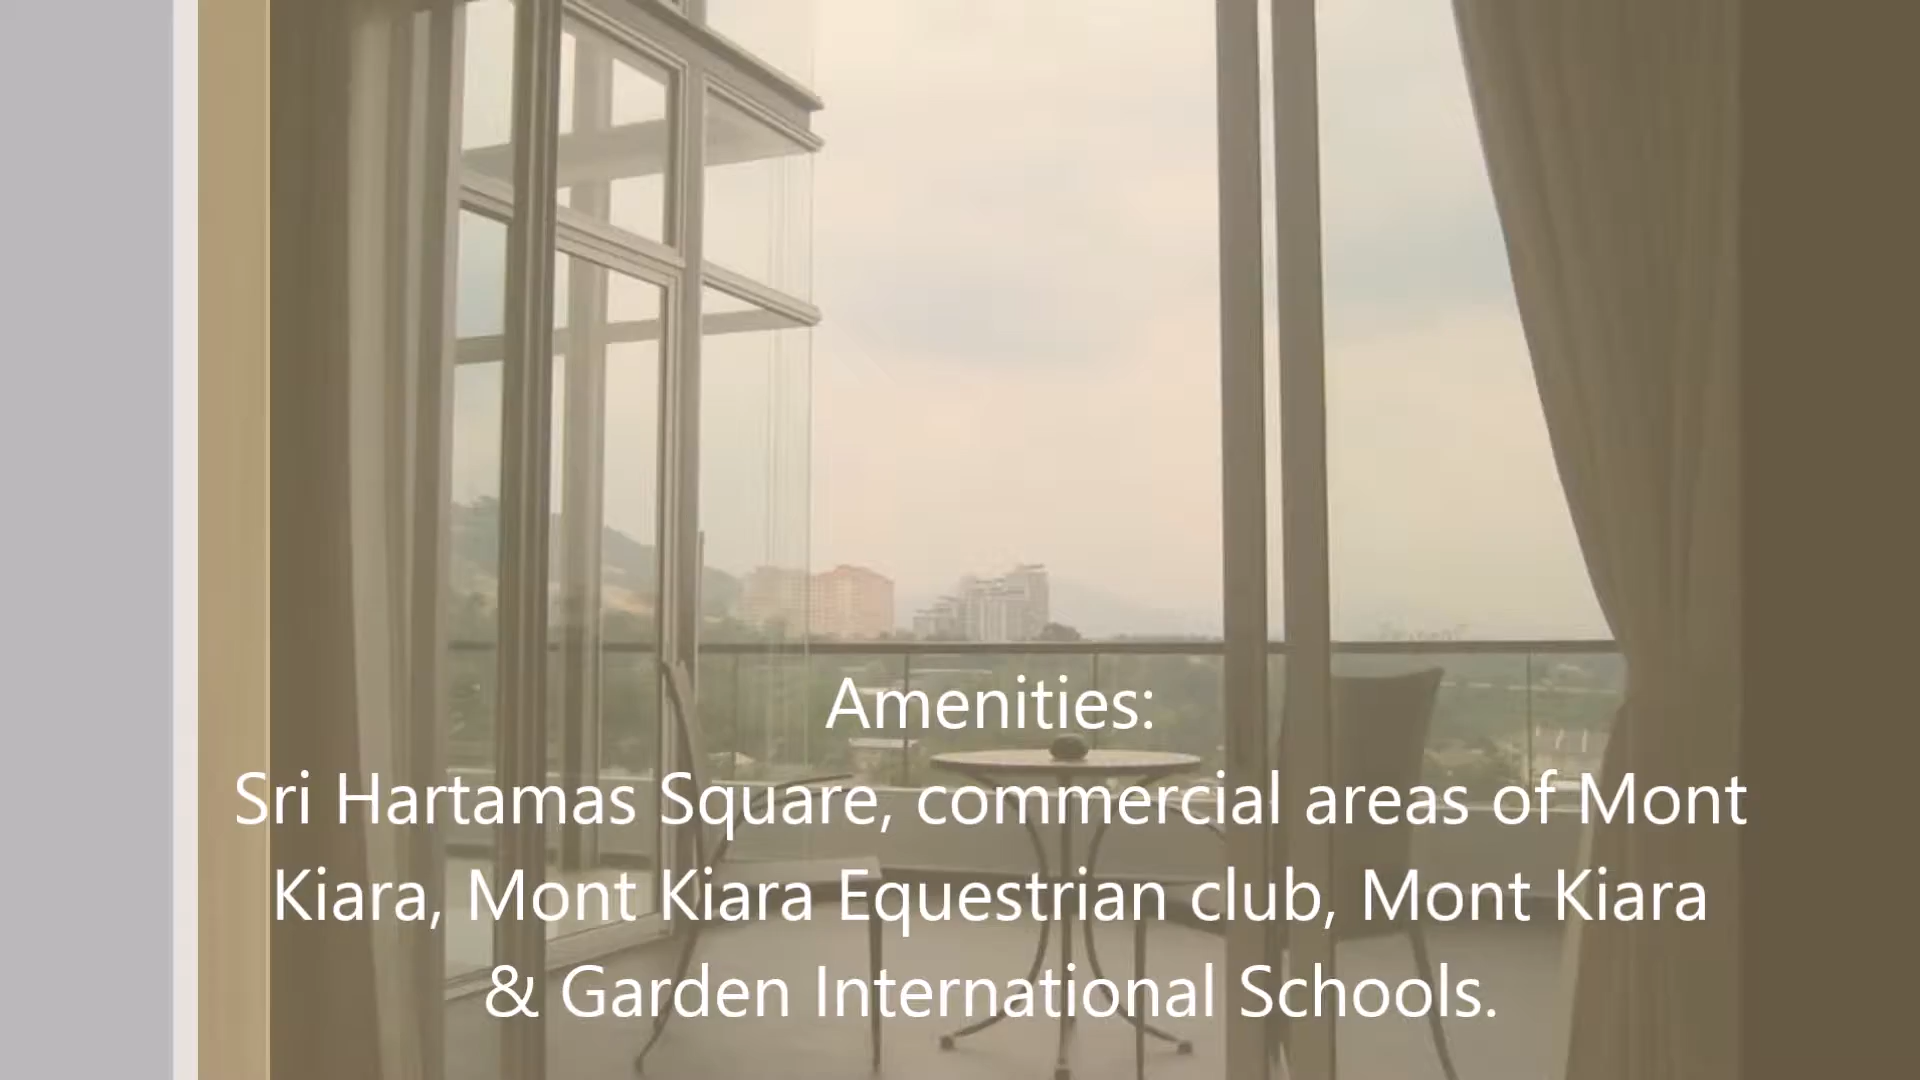 Amenities:
Sri Hartamas Square, commercial areas of Mont
Kiara, Mont Kiara Equestrian club, Mont Kiara
& Garden International Schools.